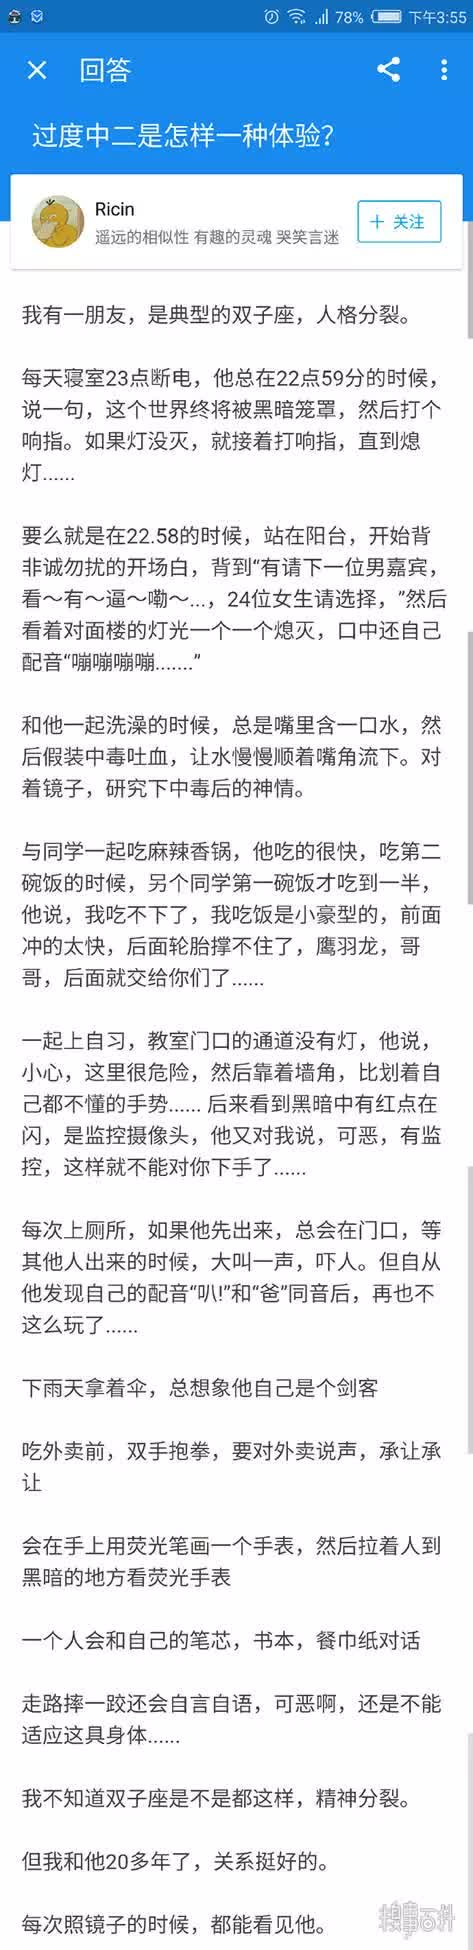 78% 下午3:55
回答
过度中二是怎样一种体验?
Ricin
遥远的相似性 有趣的灵魂 哭笑言迷
+ 关注
我有一朋友，是典型的双子座，人格分裂。
每天寝室23点断电，他总在22点59分的时候，
说一句，这个世界终将被黑暗笼罩，然后打个
响指。如果灯没灭，就接着打响指，直到熄
灯......
要么就是在22.58的时候，站在阳台，开始背
非诚勿扰的开场白，背到“有请下一位男嘉宾，
看～有～逼～嘞～...，24位女生请选择，”然后
看着对面楼的灯光一个一个熄灭，口中还自己
配音“嘣嘣嘣嘣.......”
和他一起洗澡的时候，总是嘴里含一口水，然
后假装中毒吐血，让水慢慢顺着嘴角流下。对
着镜子，研究下中毒后的神情。
与同学一起吃麻辣香锅，他吃的很快，吃第二
碗饭的时候，另个同学第一碗饭才吃到一半，
他说，我吃不下了，我吃饭是小豪型的，前面
冲的太快，后面轮胎撑不住了，鹰羽龙，哥
哥，后面就交给你们了......
一起上自习，教室门口的通道没有灯，他说，
小心，这里很危险，然后靠着墙角，比划着自
己都不懂的手势...... 后来看到黑暗中有红点在
闪，是监控摄像头，他又对我说，可恶，有监
控，这样就不能对你下手了......
每次上厕所，如果他先出来，总会在门口，等
其他人出来的时候，大叫一声，吓人。但自从
他发现自己的配音“叭!”和“爸”同音后，再也不
这么玩了......
下雨天拿着伞，总想象他自己是个剑客
吃外卖前，双手抱拳，要对外卖说声，承让承
让
会在手上用荧光笔画一个手表，然后拉着人到
黑暗的地方看荧光手表
一个人会和自己的笔芯，书本，餐巾纸对话
走路摔一跤还会自言自语，可恶啊，还是不能
适应这具身体......
我不知道双子座是不是都这样，精神分裂。
但我和他20多年了，关系挺好的。
每次照镜子的时候，都能看见他。
糗事百科